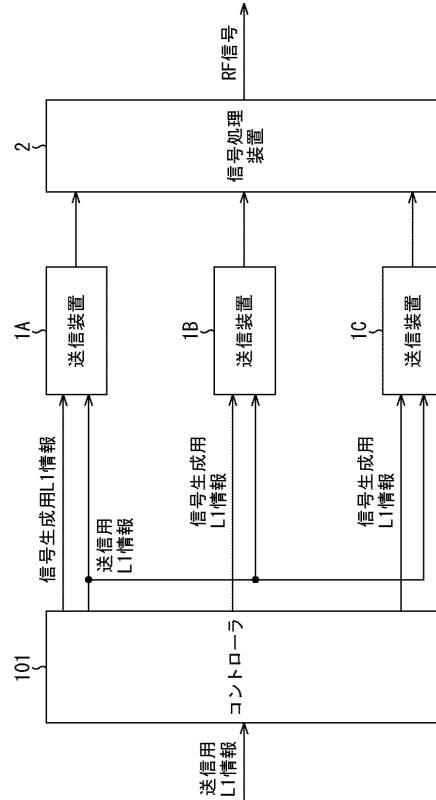 送信用
L1情報
101
コントローラ
信号生成用L1情報
送信用
L1情報
信号生成用
L1情報
信号生成用
L1情報
1A
送信装置
1B
送信装置
1C
送信装置
2
信号処理
装置
RF信号